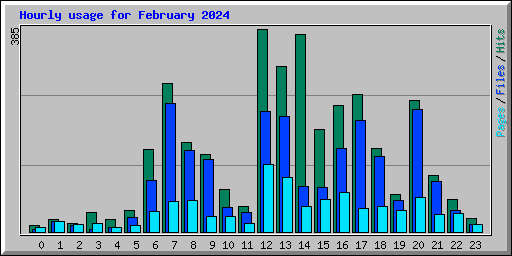 Hourly usage for February 2024
385
Pages/Files/Hits
0 1 2 3 4 5 6 7 8 9 10 11 12 13 14 15 16 17 18 19 20 21 22 23